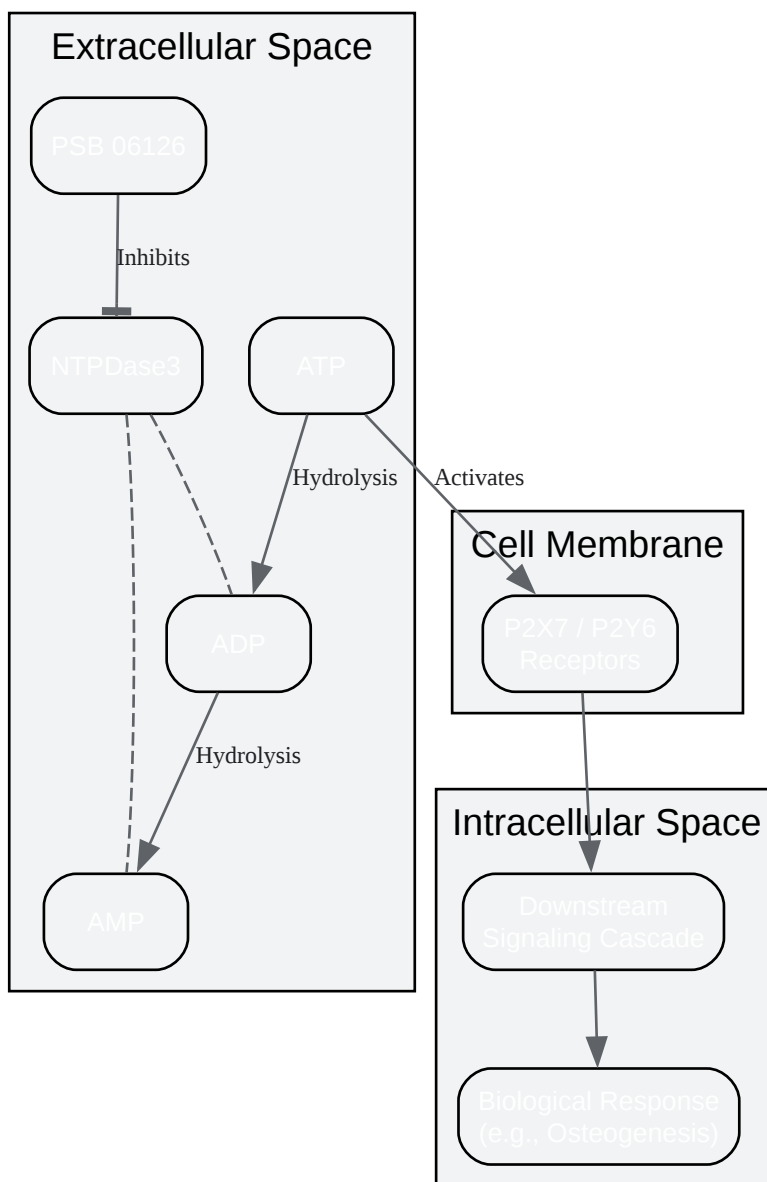 Extracellular Space
PSB 06126
Inhibits
NTPDase3
ATP
Hydrolysis
Activates
Cell Membrane
ADP
P2X7 / P2Y6
Receptors
Hydrolysis
Intracellular Space
AMP
Downstream
Signaling Cascade
Biological Response
(e.g., Osteogenesis)